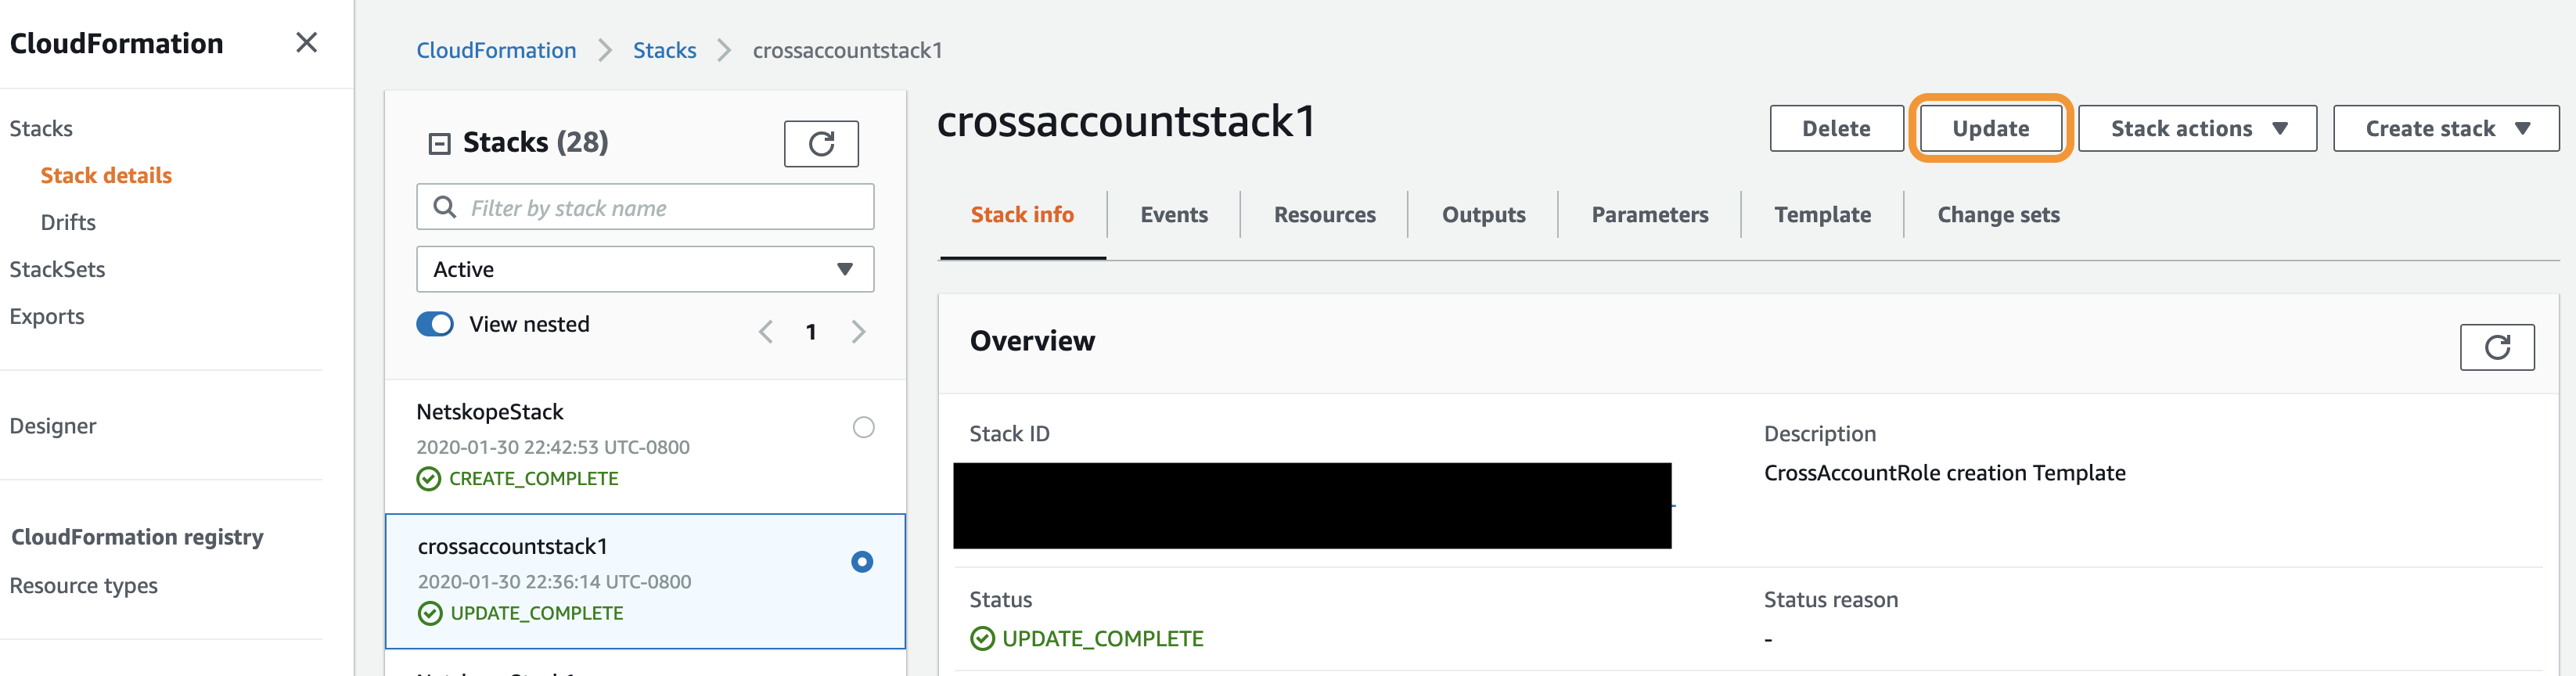 CloudFormation
Stacks
Stack details
Drifts
StackSets
Exports
Designer
CloudFormation registry
Resource types
CloudFormation Stacks crossaccountstack1
Stacks (28)
Filter by stack name
Active
View nested 1
NetskopeStack
2020-01-30 22:42:53 UTC-0800
CREATE_COMPLETE
crossaccountstack1
2020-01-30 22:36:14 UTC-0800
UPDATE_COMPLETE
crossaccountstack1
Delete Update Stack actions Create stack
Stack info Events Resources Outputs Parameters Template Change sets
Overview
Stack ID
Description
CrossAccountRole creation Template
Status
UPDATE_COMPLETE
Status reason
-